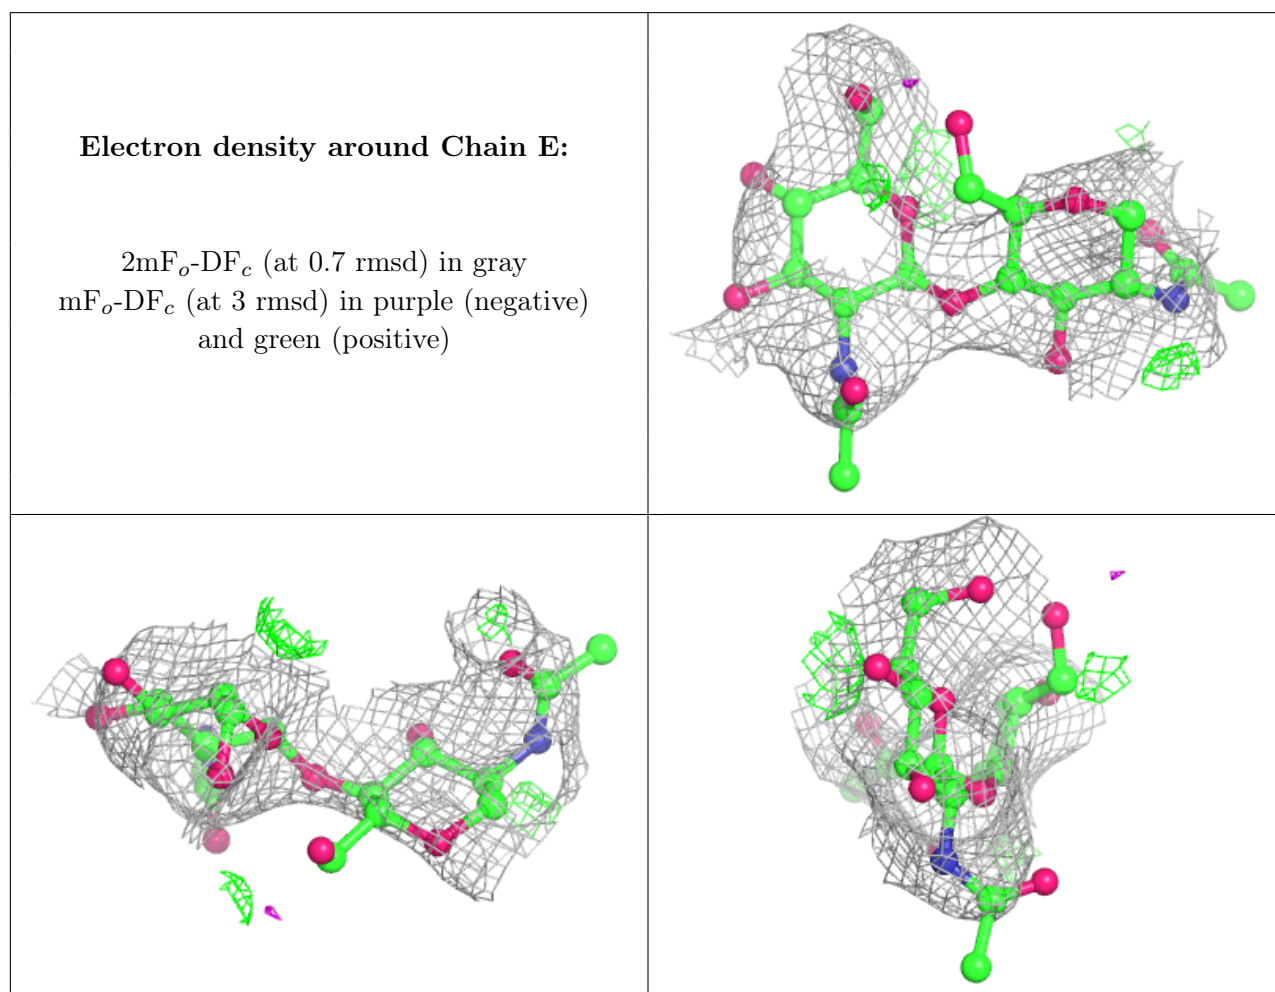 Electron density around Chain E:
2mFₒ-DF𝒸 (at 0.7 rmsd) in gray
mFₒ-DF𝒸 (at 3 rmsd) in purple (negative)
and green (positive)